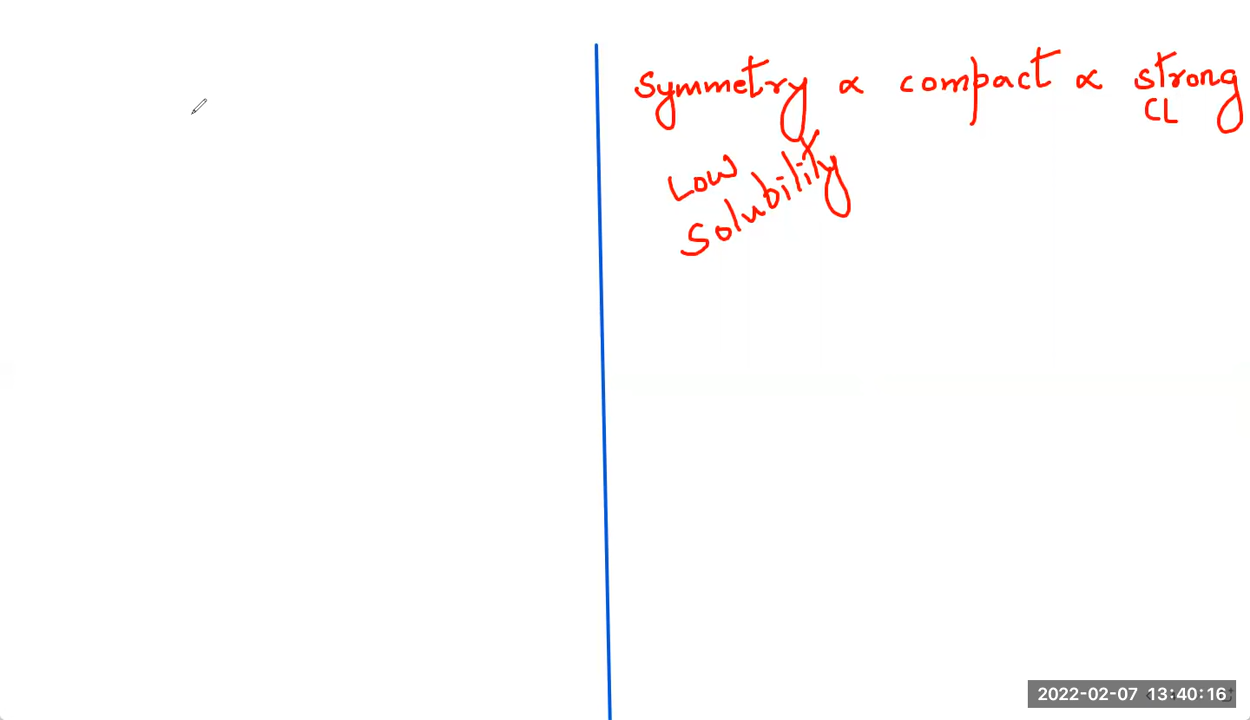 Symmetry ∝ compact ∝ strong
CL
Low
Solubility
2022-02-07 13:40:16